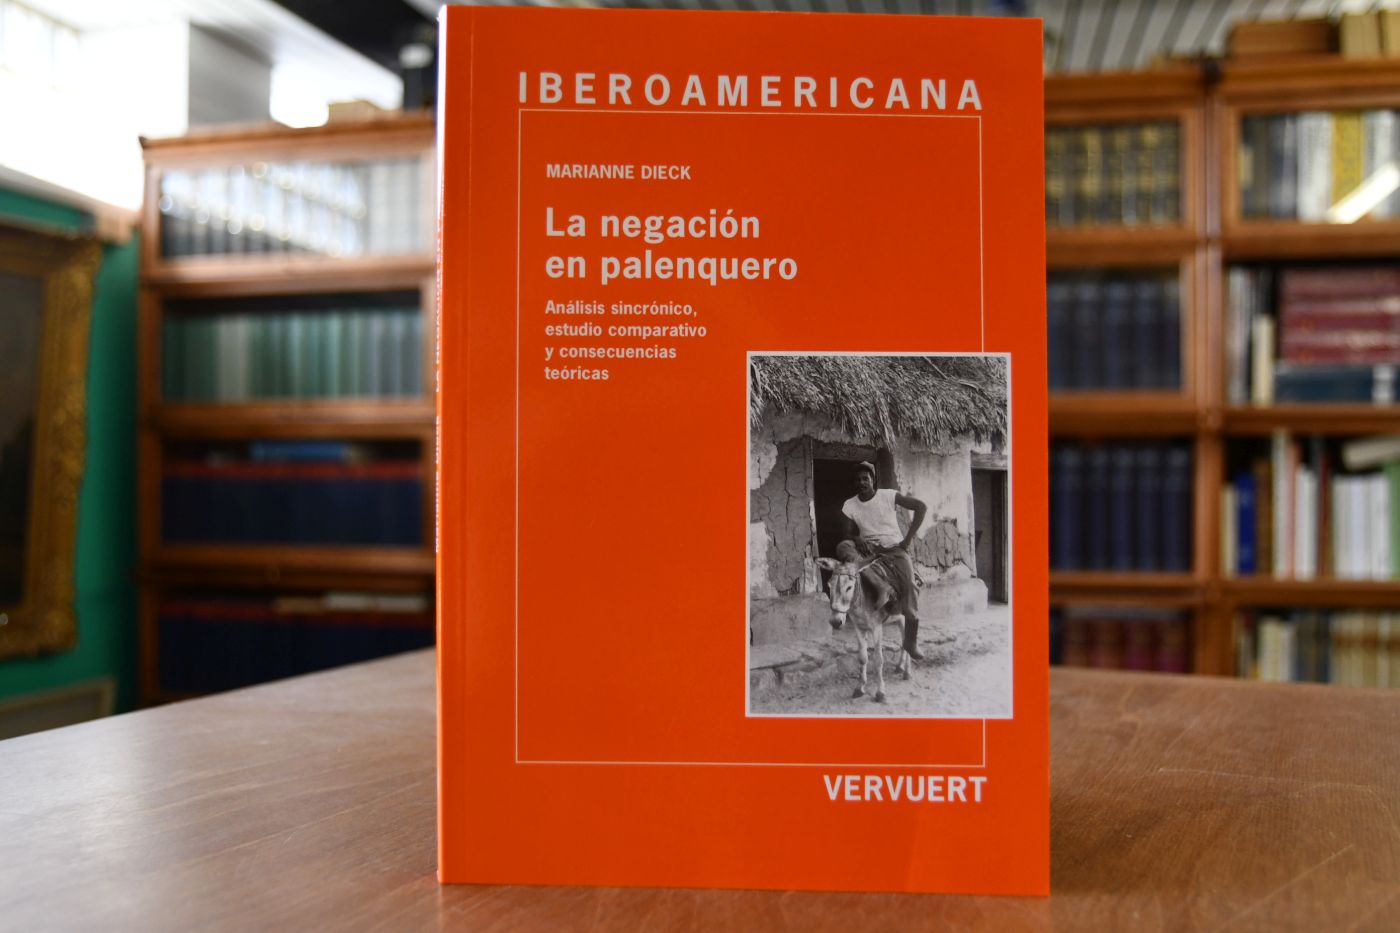 IBEROAMERICANA
MARIANNE DIECK
La negación
en palenquero
Análisis sincrónico,
estudio comparativo
y consecuencias
teóricas
VERVUERT